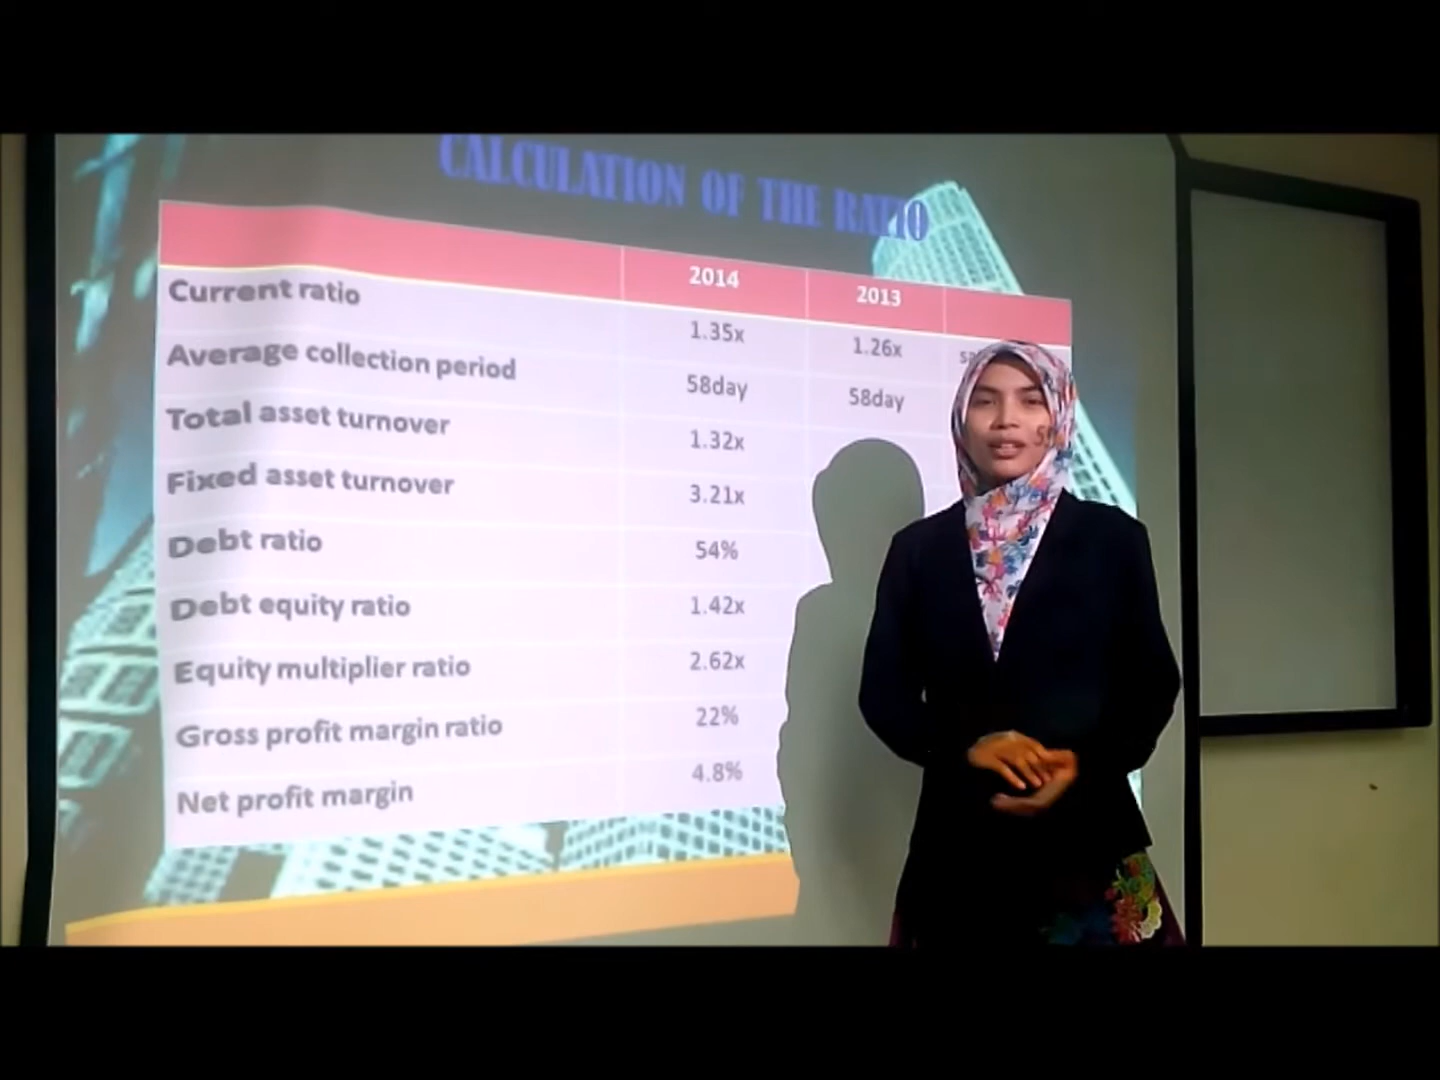 CALCULATION OF THE RATIO
2014 2013
Current ratio 1.35x 1.26x
Average collection period 58day 58day
Total asset turnover 1.32x
Fixed asset turnover 3.21x
Debt ratio 54%
Debt equity ratio 1.42x
Equity multiplier ratio 2.62x
Gross profit margin ratio 22%
Net profit margin 4.8%